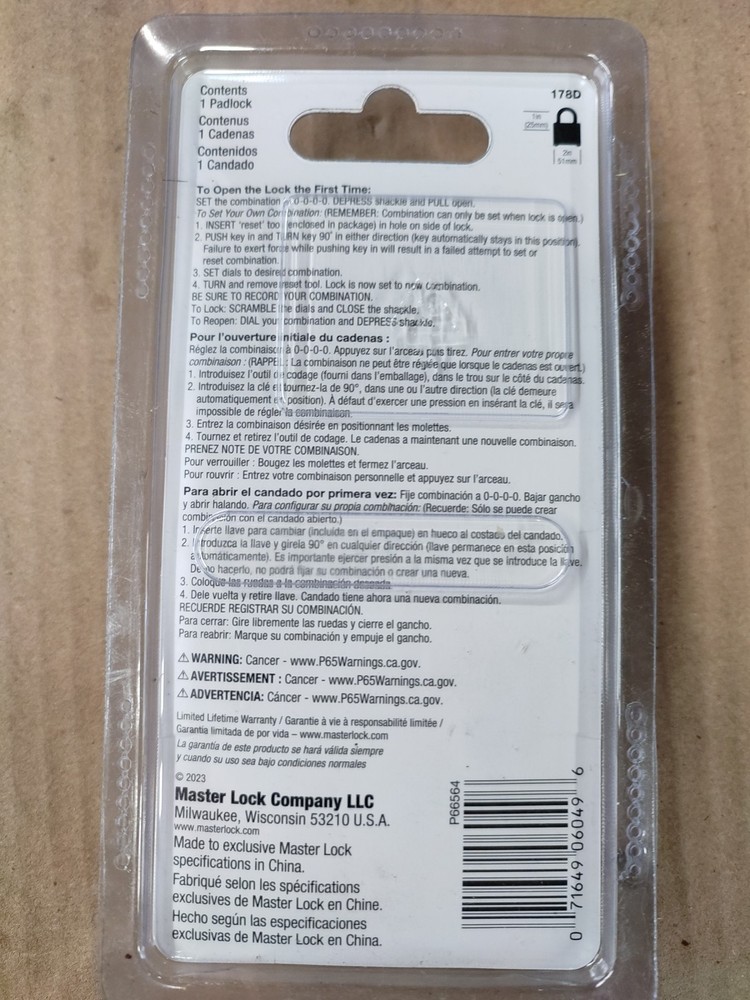 Contents
1 Padlock
Contenus
1 Cadenas
Contenidos
1 Candado
178D
1in
(25mm)
2in
51mm
To Open the Lock the First Time:
SET the combination 0-0-0-0. DEPRESS shackle and PULL open.
To Set Your Own Combination: (REMEMBER: Combination can only be set when lock is open.)
1. INSERT 'reset' tool (enclosed in package) in hole on side of lock.
2. PUSH key in and TURN key 90° in either direction (key automatically stays in this position).
Failure to exert force while pushing key in will result in a failed attempt to set or
reset combination.
3. SET dials to desired combination.
4. TURN and remove reset tool. Lock is now set to new combination.
BE SURE TO RECORD YOUR COMBINATION.
To Lock: SCRAMBLE the dials and CLOSE the shackle.
To Reopen: DIAL your combination and DEPRESS shackle.
Pour l'ouverture initiale du cadenas :
Réglez la combinaison à 0-0-0-0. Appuyez sur l'arceau puis tirez. Pour entrer votre propre
combinaison : (RAPPEL : La combinaison ne peut être réglée que lorsque le cadenas est ouvert.)
1. Introduisez l'outil de codage (fourni dans l'emballage), dans le trou sur le côté du cadenas.
2. Introduisez la clé et tournez-la de 90°, dans une ou l'autre direction (la clé demeure
automatiquement en position). À défaut d'exercer une pression en insérant la clé, il sera
impossible de régler la combinaison.
3. Entrez la combinaison désirée en positionnant les molettes.
4. Tournez et retirez l'outil de codage. Le cadenas a maintenant une nouvelle combinaison.
PRENEZ NOTE DE VOTRE COMBINAISON.
Pour verrouiller : Bougez les molettes et fermez l'arceau.
Pour rouvrir : Entrez votre combinaison personnelle et appuyez sur l'arceau.
Para abrir el candado por primera vez: Fije combinación a 0-0-0-0. Bajar gancho
y abrir halando. Para configurar su propia combinación: (Recuerde: Sólo se puede crear
combinación con el candado abierto.)
1. Inserte llave para cambiar (incluida en el empaque) en hueco al costado del candado.
2. Introduzca la llave y gírela 90° en cualquier dirección (llave permanece en esta posición
automáticamente). Es importante ejercer presión a la misma vez que se introduce la llave.
De no hacerlo, no podrá fijar su combinación o crear una nueva.
3. Coloque las ruedas a la combinación deseada.
4. Dele vuelta y retire llave. Candado tiene ahora una nueva combinación.
RECUERDE REGISTRAR SU COMBINACIÓN.
Para cerrar: Gire libremente las ruedas y cierre el gancho.
Para reabrir: Marque su combinación y empuje el gancho.
⚠ WARNING: Cancer - www.P65Warnings.ca.gov.
⚠ AVERTISSEMENT : Cancer - www.P65Warnings.ca.gov.
⚠ ADVERTENCIA: Cáncer - www.P65Warnings.ca.gov.
Limited Lifetime Warranty / Garantie à vie à responsabilité limitée /
Garantía limitada de por vida – www.masterlock.com
La garantía de este producto se hará válida siempre
y cuando su uso sea bajo condiciones normales
© 2023
Master Lock Company LLC
Milwaukee, Wisconsin 53210 U.S.A.
www.masterlock.com
Made to exclusive Master Lock
specifications in China.
Fabriqué selon les spécifications
exclusives de Master Lock en Chine.
Hecho según las especificaciones
exclusivas de Master Lock en China.
P66564
0 71649 06049 6